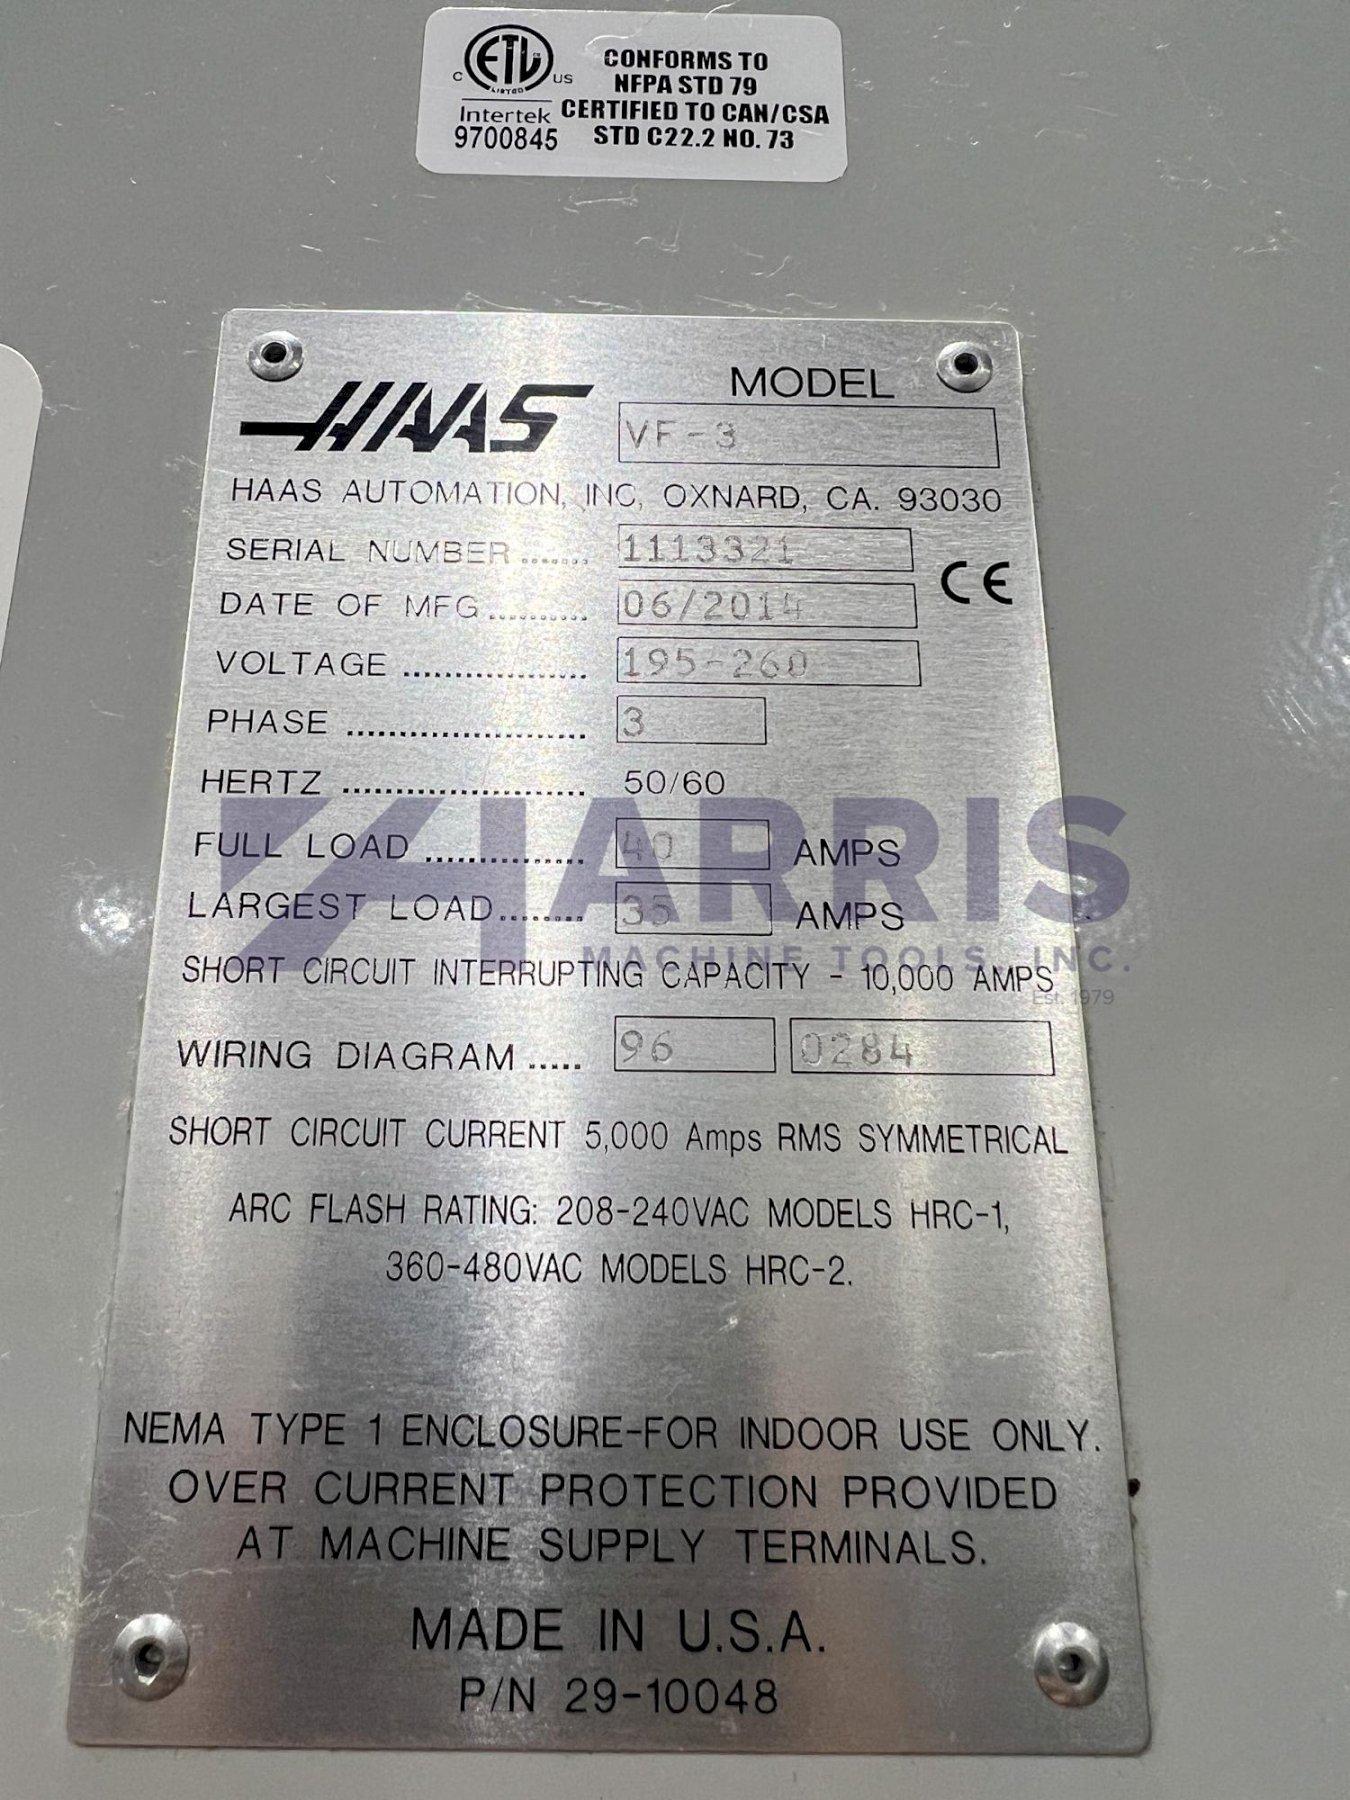 ETL
C US
LISTED
Intertek
9700845
CONFORMS TO
NFPA STD 79
CERTIFIED TO CAN/CSA
STD C22.2 NO. 73
HAAS
MODEL
VF-3
HAAS AUTOMATION, INC, OXNARD, CA. 93030
SERIAL NUMBER ....... 1113321
CE
DATE OF MFG........... 06/2014
VOLTAGE .................... 195-260
PHASE .......................... 3
HERTZ .......................... 50/60
FULL LOAD ................. 40 AMPS
LARGEST LOAD......... 35 AMPS
SHORT CIRCUIT INTERRUPTING CAPACITY - 10,000 AMPS
WIRING DIAGRAM ..... 96 0284
SHORT CIRCUIT CURRENT 5,000 Amps RMS SYMMETRICAL
ARC FLASH RATING: 208-240VAC MODELS HRC-1,
360-480VAC MODELS HRC-2.
NEMA TYPE 1 ENCLOSURE-FOR INDOOR USE ONLY.
OVER CURRENT PROTECTION PROVIDED
AT MACHINE SUPPLY TERMINALS.
MADE IN U.S.A.
P/N 29-10048
HARRIS
MACHINE TOOLS, INC.
Est. 1979